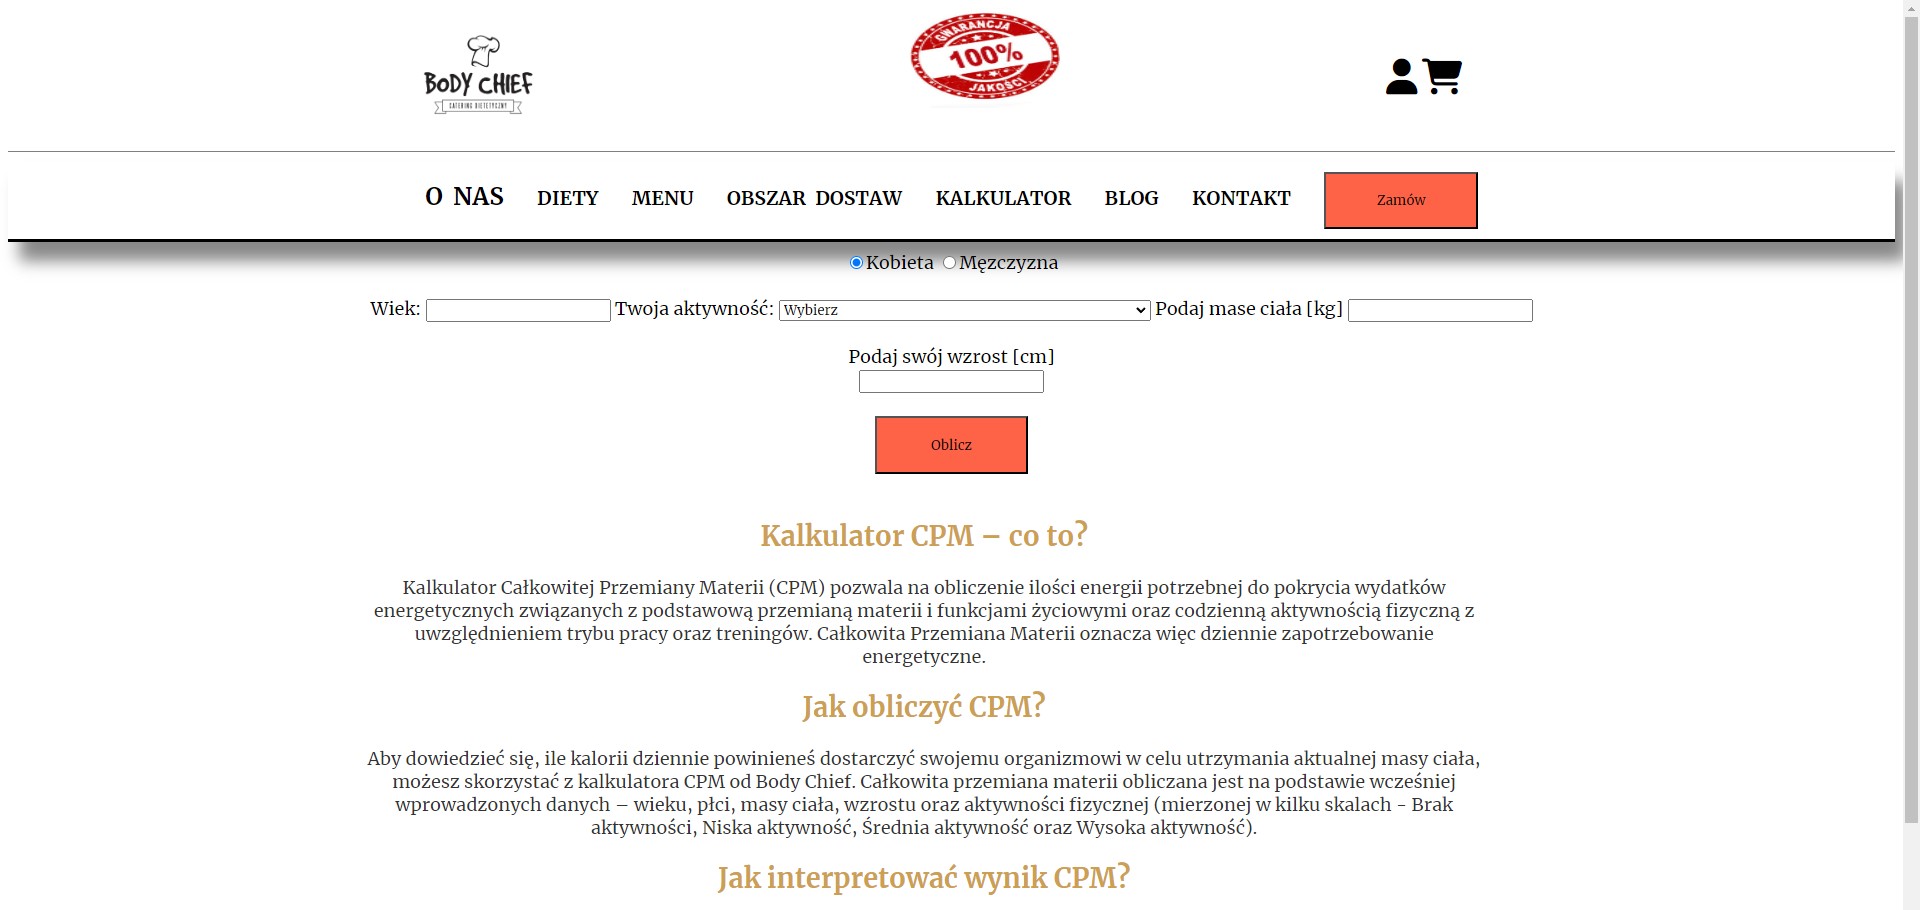 BODY CHIEF
CATERING DIETETYCZNY
GWARANCJA
100%
JAKOŚCI
O NAS DIETY MENU OBSZAR DOSTAW KALKULATOR BLOG KONTAKT Zamów
Kobieta Męzczyzna
Wiek: Twoja aktywność: Wybierz Podaj mase ciała [kg]
Podaj swój wzrost [cm]
Oblicz
Kalkulator CPM – co to?
Kalkulator Całkowitej Przemiany Materii (CPM) pozwala na obliczenie ilości energii potrzebnej do pokrycia wydatków
energetycznych związanych z podstawową przemianą materii i funkcjami życiowymi oraz codzienną aktywnością fizyczną z
uwzględnieniem trybu pracy oraz treningów. Całkowita Przemiana Materii oznacza więc dziennie zapotrzebowanie
energetyczne.
Jak obliczyć CPM?
Aby dowiedzieć się, ile kalorii dziennie powinieneś dostarczyć swojemu organizmowi w celu utrzymania aktualnej masy ciała,
możesz skorzystać z kalkulatora CPM od Body Chief. Całkowita przemiana materii obliczana jest na podstawie wcześniej
wprowadzonych danych – wieku, płci, masy ciała, wzrostu oraz aktywności fizycznej (mierzonej w kilku skalach - Brak
aktywności, Niska aktywność, Średnia aktywność oraz Wysoka aktywność).
Jak interpretować wynik CPM?